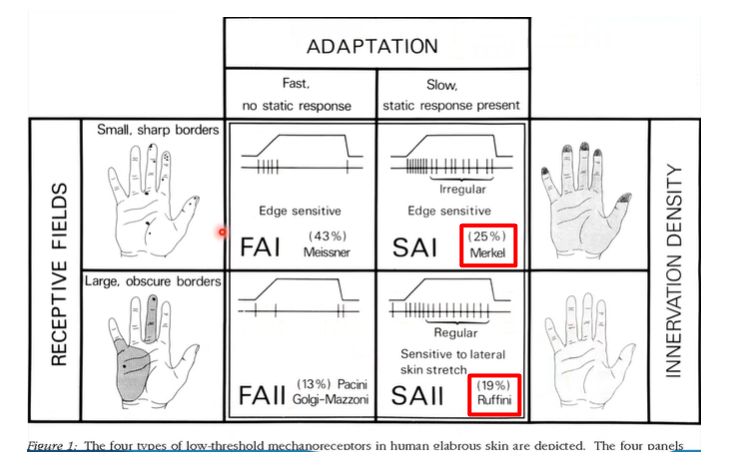 ADAPTATION
Fast,
no static response
Slow,
static response present
RECEPTIVE FIELDS
Small, sharp borders
Edge sensitive
FAI
(43%)
Meissner
Irregular
Edge sensitive
SAI
(25%)
Merkel
INNERVATION DENSITY
Large, obscure borders
FAII
(13%) Pacini
Golgi-Mazzoni
Regular
Sensitive to lateral
skin stretch
SAII
(19%)
Ruffini
Figure 1: The four types of low-threshold mechanoreceptors in human glabrous skin are depicted. The four panels